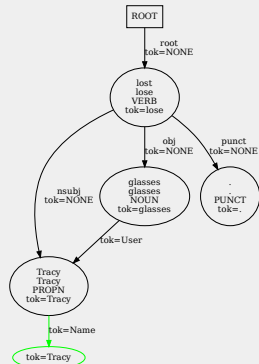 ROOT
root
tok=NONE
lost
lose
VERB
tok=lose
nsubj
tok=NONE
obj
tok=NONE
punct
tok=NONE
glasses
glasses
NOUN
tok=glasses
.
.
PUNCT
tok=.
tok=User
Tracy
Tracy
PROPN
tok=Tracy
tok=Name
tok=Tracy